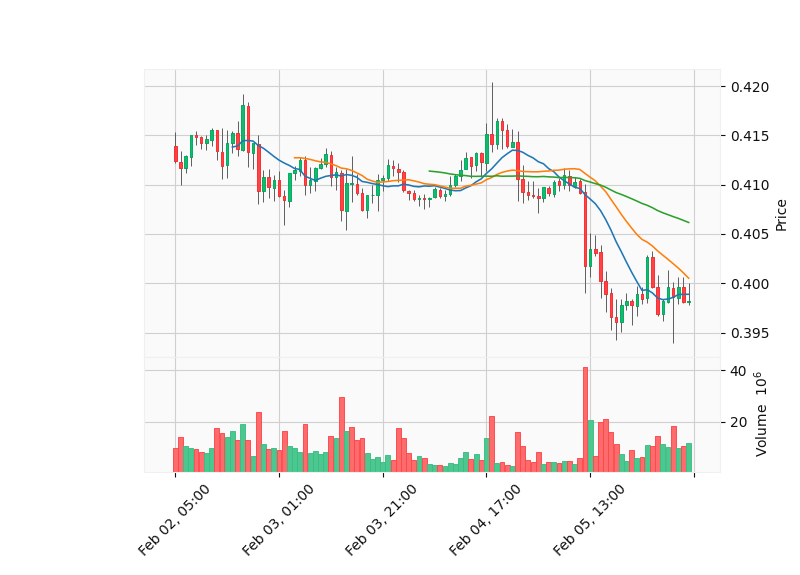 0.420
0.415
0.410
0.405
0.400
0.395
Price
40
20
Volume 10^6
Feb 02, 05:00
Feb 03, 01:00
Feb 03, 21:00
Feb 04, 17:00
Feb 05, 13:00